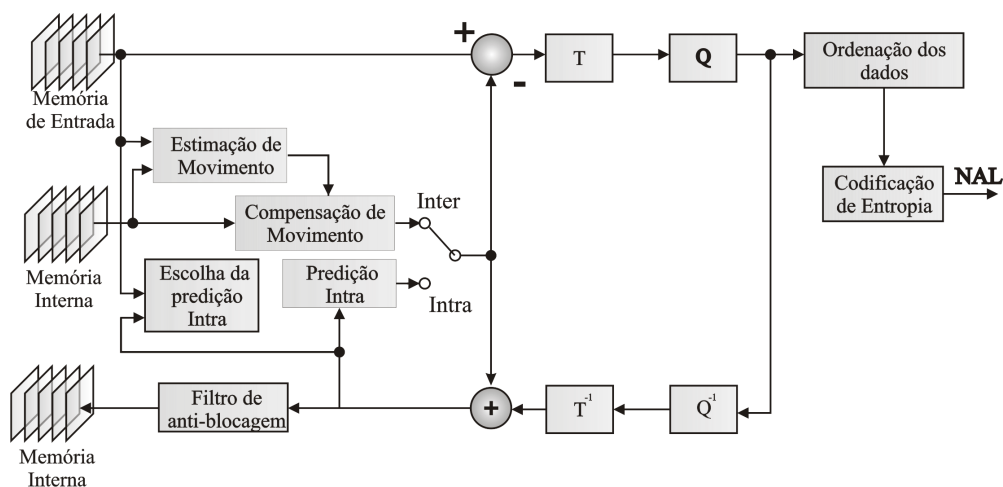 +
-
T
Q
Ordenação dos
dados
Memória
de Entrada
Estimação de
Movimento
Codificação
de Entropia
NAL
Compensação de
Movimento
Inter
Memória
Interna
Escolha da
predição
Intra
Predição
Intra
Intra
Filtro de
anti-blocagem
+
T⁻¹
Q⁻¹
Memória
Interna